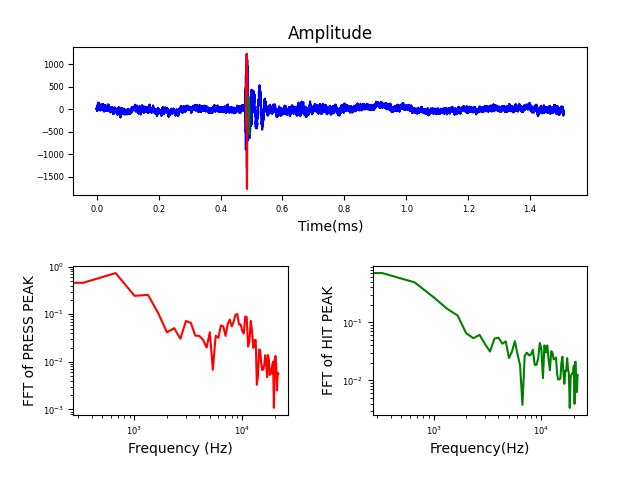 Amplitude
1000
500
0
−500
−1000
−1500
0.0 0.2 0.4 0.6 0.8 1.0 1.2 1.4
Time(ms)
FFT of PRESS PEAK
10⁰
10⁻¹
10⁻²
10⁻³
10³ 10⁴
Frequency (Hz)
FFT of HIT PEAK
10⁻¹
10⁻²
10³ 10⁴
Frequency(Hz)